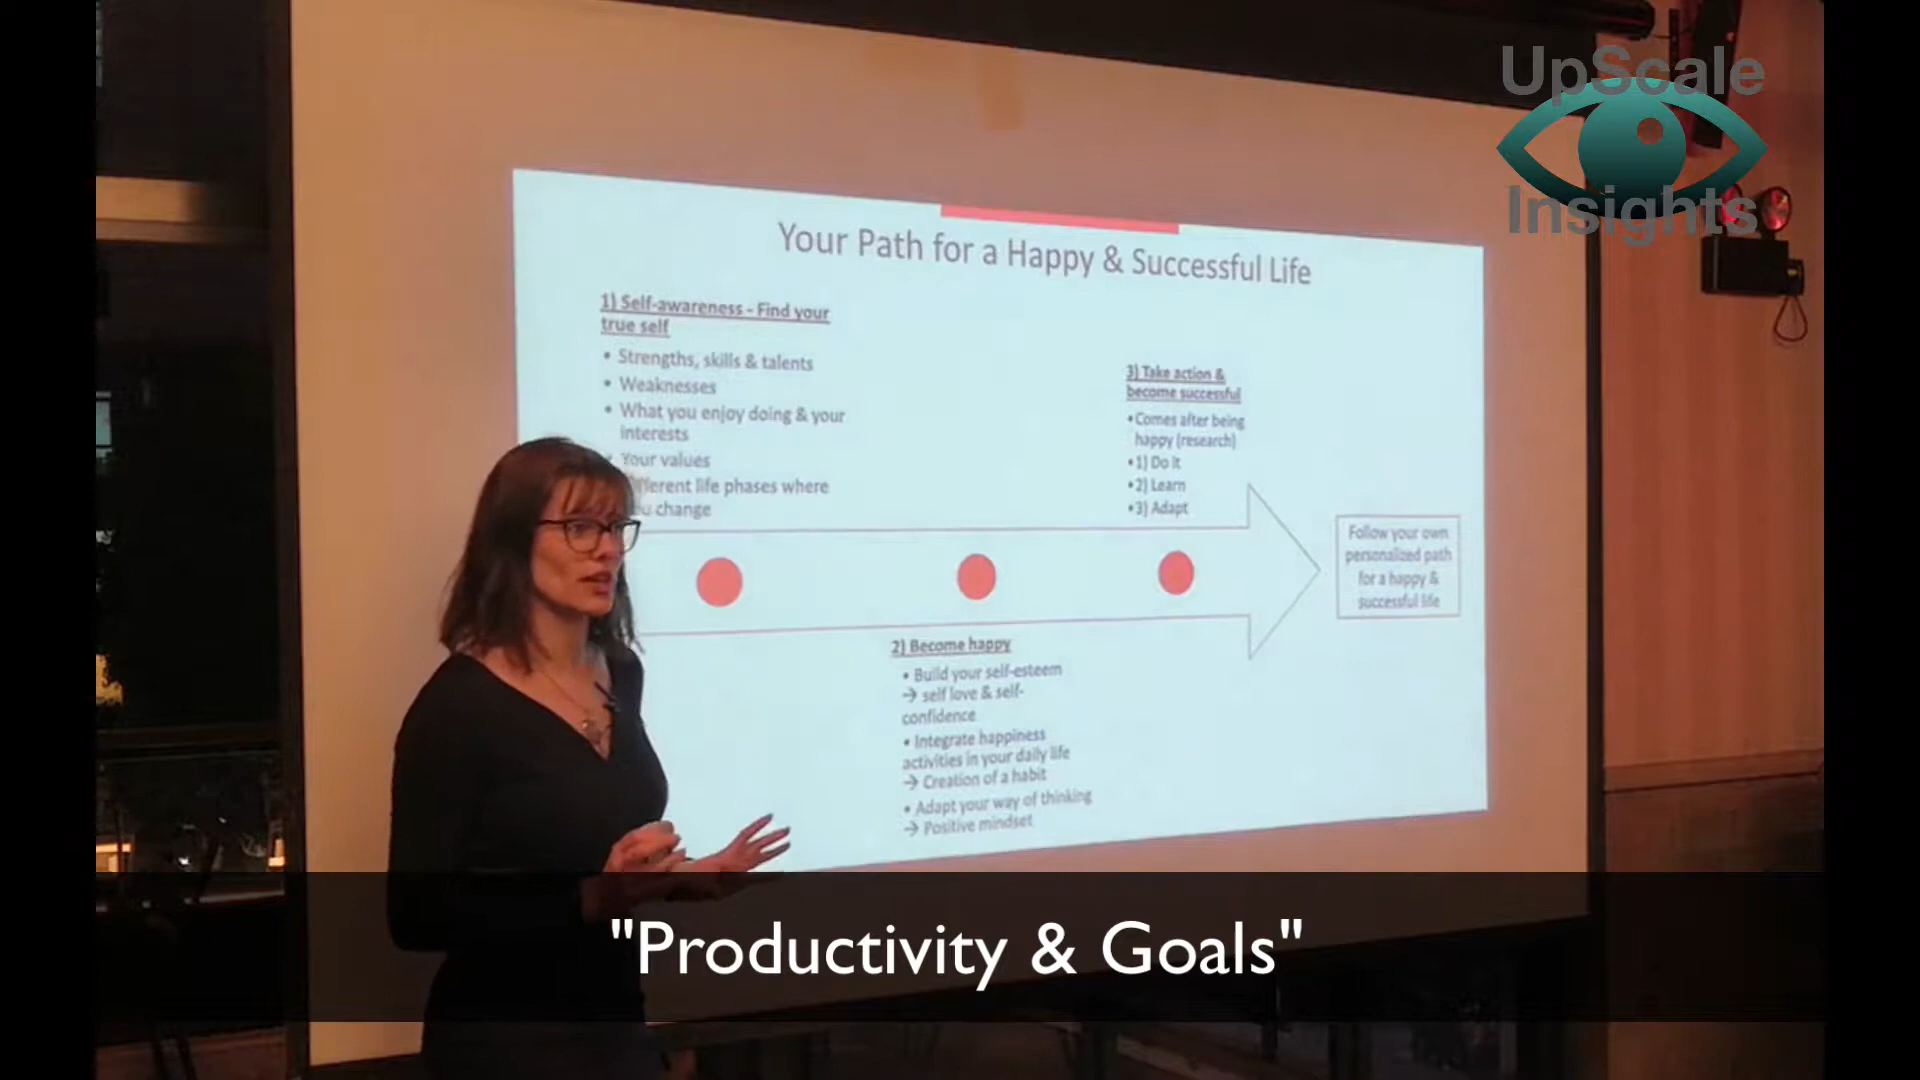 UpScale
Insights
Your Path for a Happy & Successful Life
1) Self-awareness - Find your
true self
• Strengths, skills & talents
• Weaknesses
• What you enjoy doing & your
interests
• Your values
life phases where
change
3) Take action &
become successful
• Comes after being
happy (research)
• 1) Do it
• 2) Learn
• 3) Adapt
Follow your own
personalized path
for a happy &
successful life
2) Become happy
• Build your self-esteem
→ self love & self-
confidence
• Integrate happiness
activities in your daily life
→ Creation of a habit
• Adapt your way of thinking
→ Positive mindset
"Productivity & Goals"